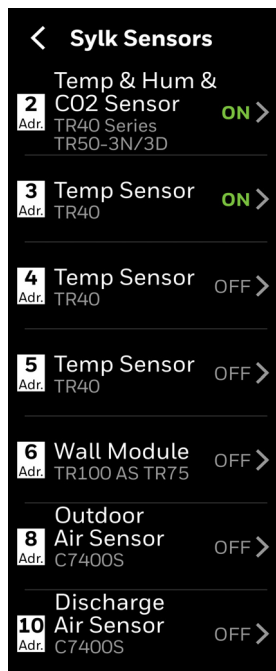 Sylk Sensors
Temp & Hum &
2 CO2 Sensor ON
Adr. TR40 Series
TR50-3N/3D
3 Temp Sensor ON
Adr. TR40
4 Temp Sensor OFF
Adr. TR40
5 Temp Sensor OFF
Adr. TR40
6 Wall Module OFF
Adr. TR100 AS TR75
Outdoor
8 Air Sensor OFF
Adr. C7400S
Discharge
10 Air Sensor OFF
Adr. C7400S